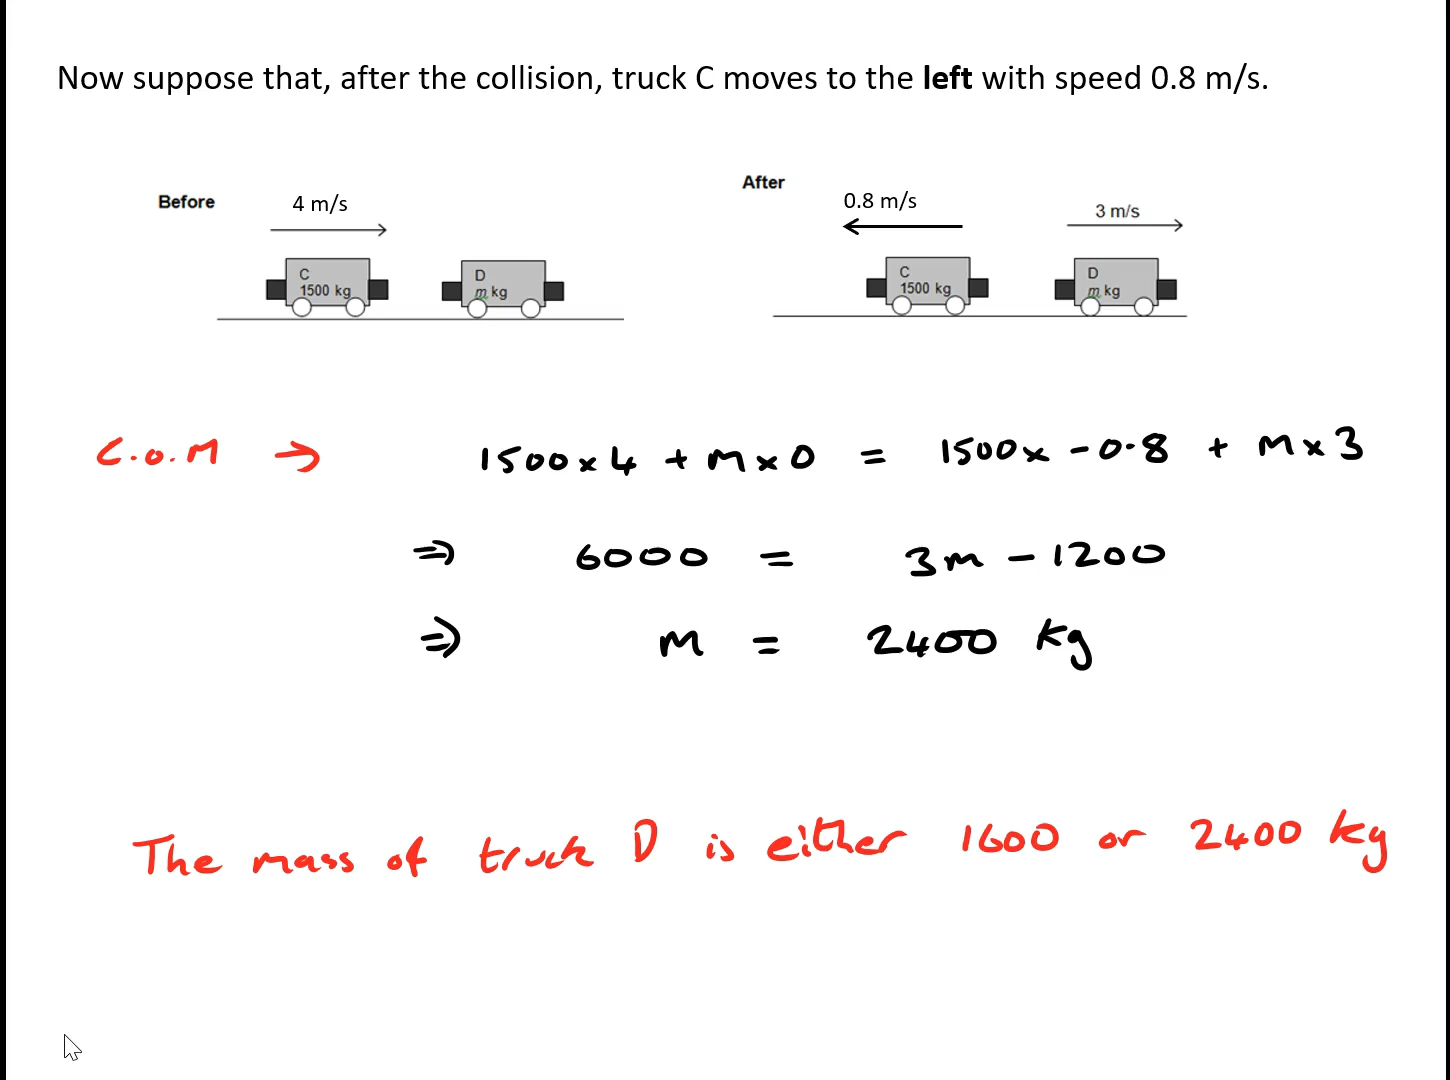 Now suppose that, after the collision, truck C moves to the left with speed 0.8 m/s.
Before
4 m/s
C
1500 kg
D
m kg
After
0.8 m/s
3 m/s
C
1500 kg
D
m kg
C.O.M → 1500 x 4 + m x 0 = 1500 x -0.8 + m x 3
⇒ 6000 = 3m - 1200
⇒ m = 2400 kg
The mass of truck D is either 1600 or 2400 kg